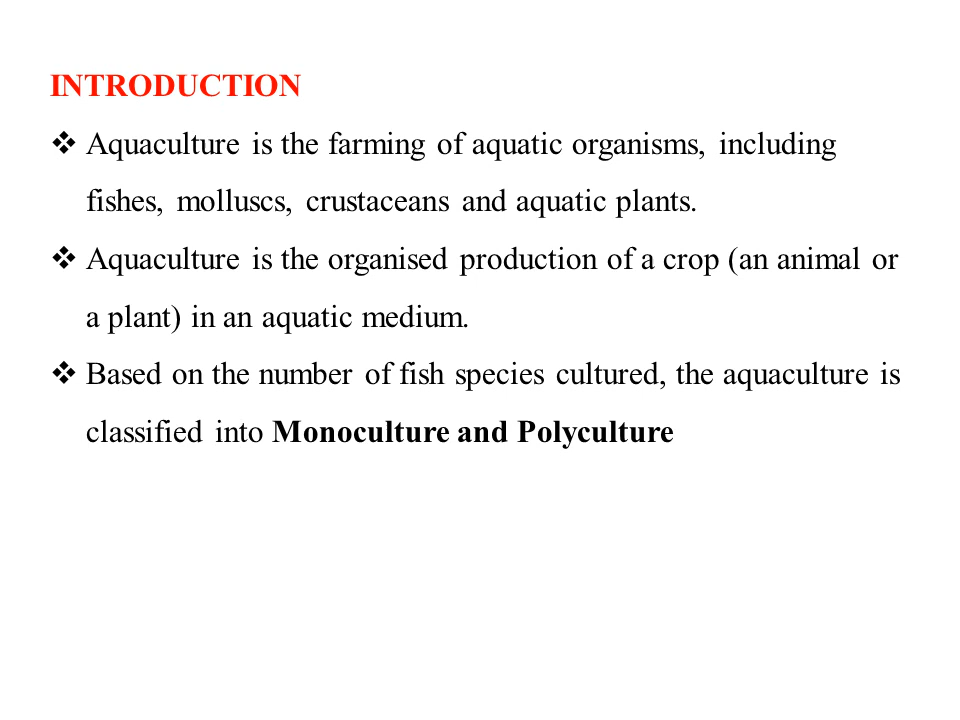 INTRODUCTION
❖ Aquaculture is the farming of aquatic organisms, including
fishes, molluscs, crustaceans and aquatic plants.
❖ Aquaculture is the organised production of a crop (an animal or
a plant) in an aquatic medium.
❖ Based on the number of fish species cultured, the aquaculture is
classified into Monoculture and Polyculture